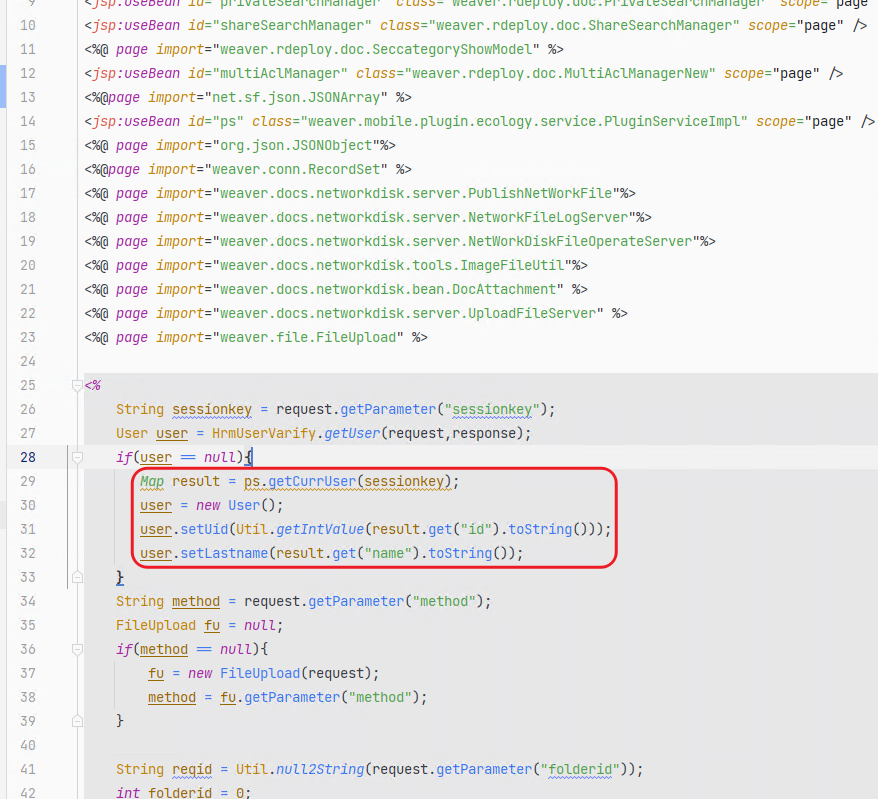 9 <jsp:useBean id="privateSearchManager" class="weaver.rdeploy.doc.PrivateSearchManager" scope="page
10 <jsp:useBean id="shareSearchManager" class="weaver.rdeploy.doc.ShareSearchManager" scope="page" />
11 <%@ page import="weaver.rdeploy.doc.SeccategoryShowModel" %>
12 <jsp:useBean id="multiAclManager" class="weaver.rdeploy.doc.MultiAclManagerNew" scope="page" />
13 <%@page import="net.sf.json.JSONArray" %>
14 <jsp:useBean id="ps" class="weaver.mobile.plugin.ecology.service.PluginServiceImpl" scope="page" />
15 <%@ page import="org.json.JSONObject"%>
16 <%@page import="weaver.conn.RecordSet" %>
17 <%@ page import="weaver.docs.networkdisk.server.PublishNetWorkFile"%>
18 <%@ page import="weaver.docs.networkdisk.server.NetworkFileLogServer"%>
19 <%@ page import="weaver.docs.networkdisk.server.NetWorkDiskFileOperateServer"%>
20 <%@ page import="weaver.docs.networkdisk.tools.ImageFileUtil"%>
21 <%@ page import="weaver.docs.networkdisk.bean.DocAttachment" %>
22 <%@ page import="weaver.docs.networkdisk.server.UploadFileServer" %>
23 <%@ page import="weaver.file.FileUpload" %>
24
25 <%
26 String sessionkey = request.getParameter("sessionkey");
27 User user = HrmUserVarify.getUser(request,response);
28 if(user == null){
29 Map result = ps.getCurrUser(sessionkey);
30 user = new User();
31 user.setUid(Util.getIntValue(result.get("id").toString()));
32 user.setLastname(result.get("name").toString());
33 }
34 String method = request.getParameter("method");
35 FileUpload fu = null;
36 if(method == null){
37 fu = new FileUpload(request);
38 method = fu.getParameter("method");
39 }
40
41 String reqid = Util.null2String(request.getParameter("folderid"));
42 int folderid = 0;